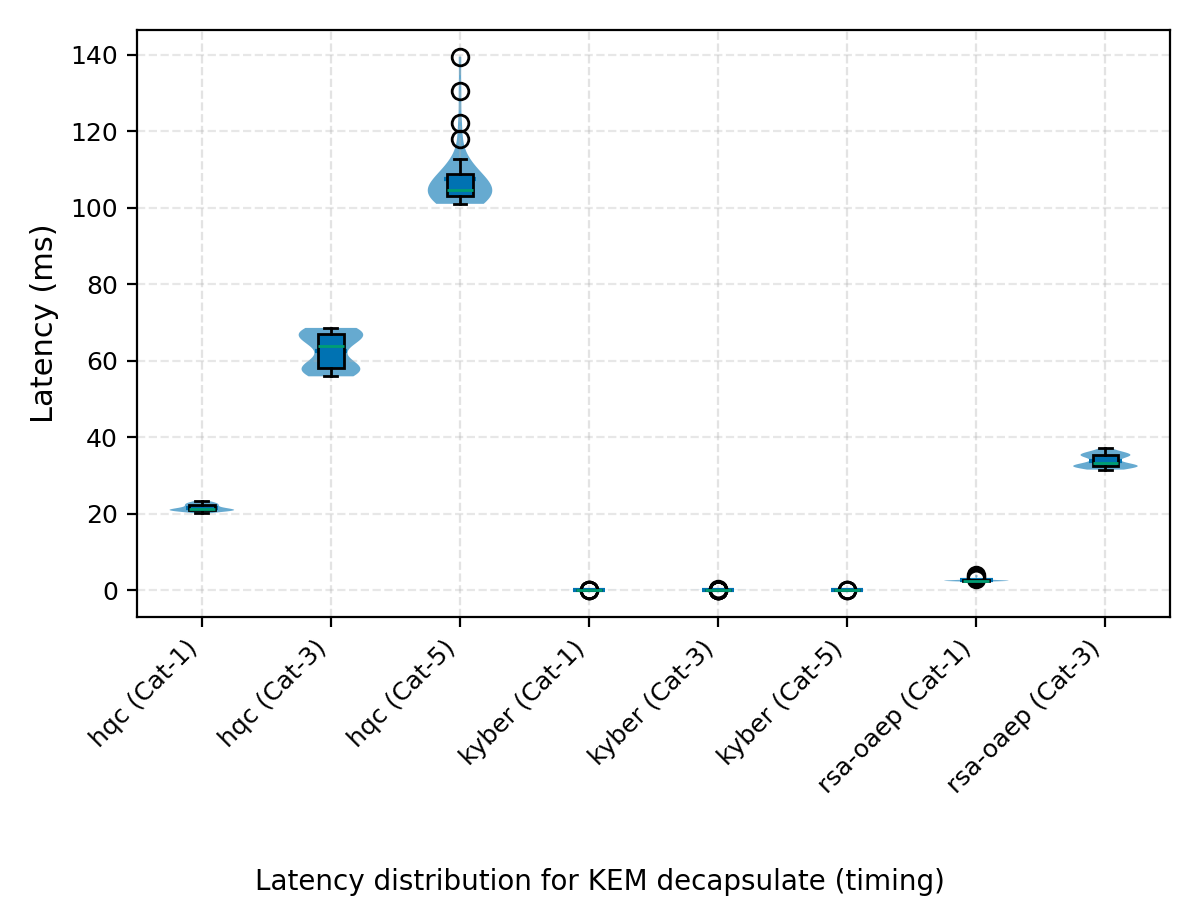 140
120
100
80
60
40
20
0
Latency (ms)
hqc (Cat-1)
hqc (Cat-3)
hqc (Cat-5)
kyber (Cat-1)
kyber (Cat-3)
kyber (Cat-5)
rsa-oaep (Cat-1)
rsa-oaep (Cat-3)
Latency distribution for KEM decapsulate (timing)